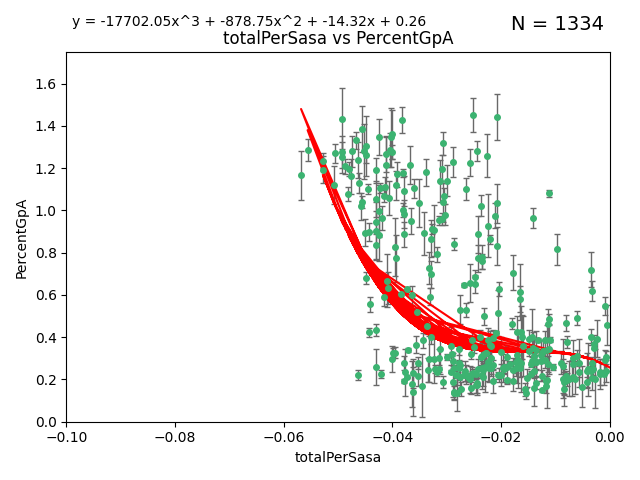 y = -17702.05x^3 + -878.75x^2 + -14.32x + 0.26
N = 1334
totalPerSasa vs PercentGpA
1.6
1.4
1.2
1.0
0.8
0.6
0.4
0.2
0.0
PercentGpA
−0.10 −0.08 −0.06 −0.04 −0.02 0.00
totalPerSasa